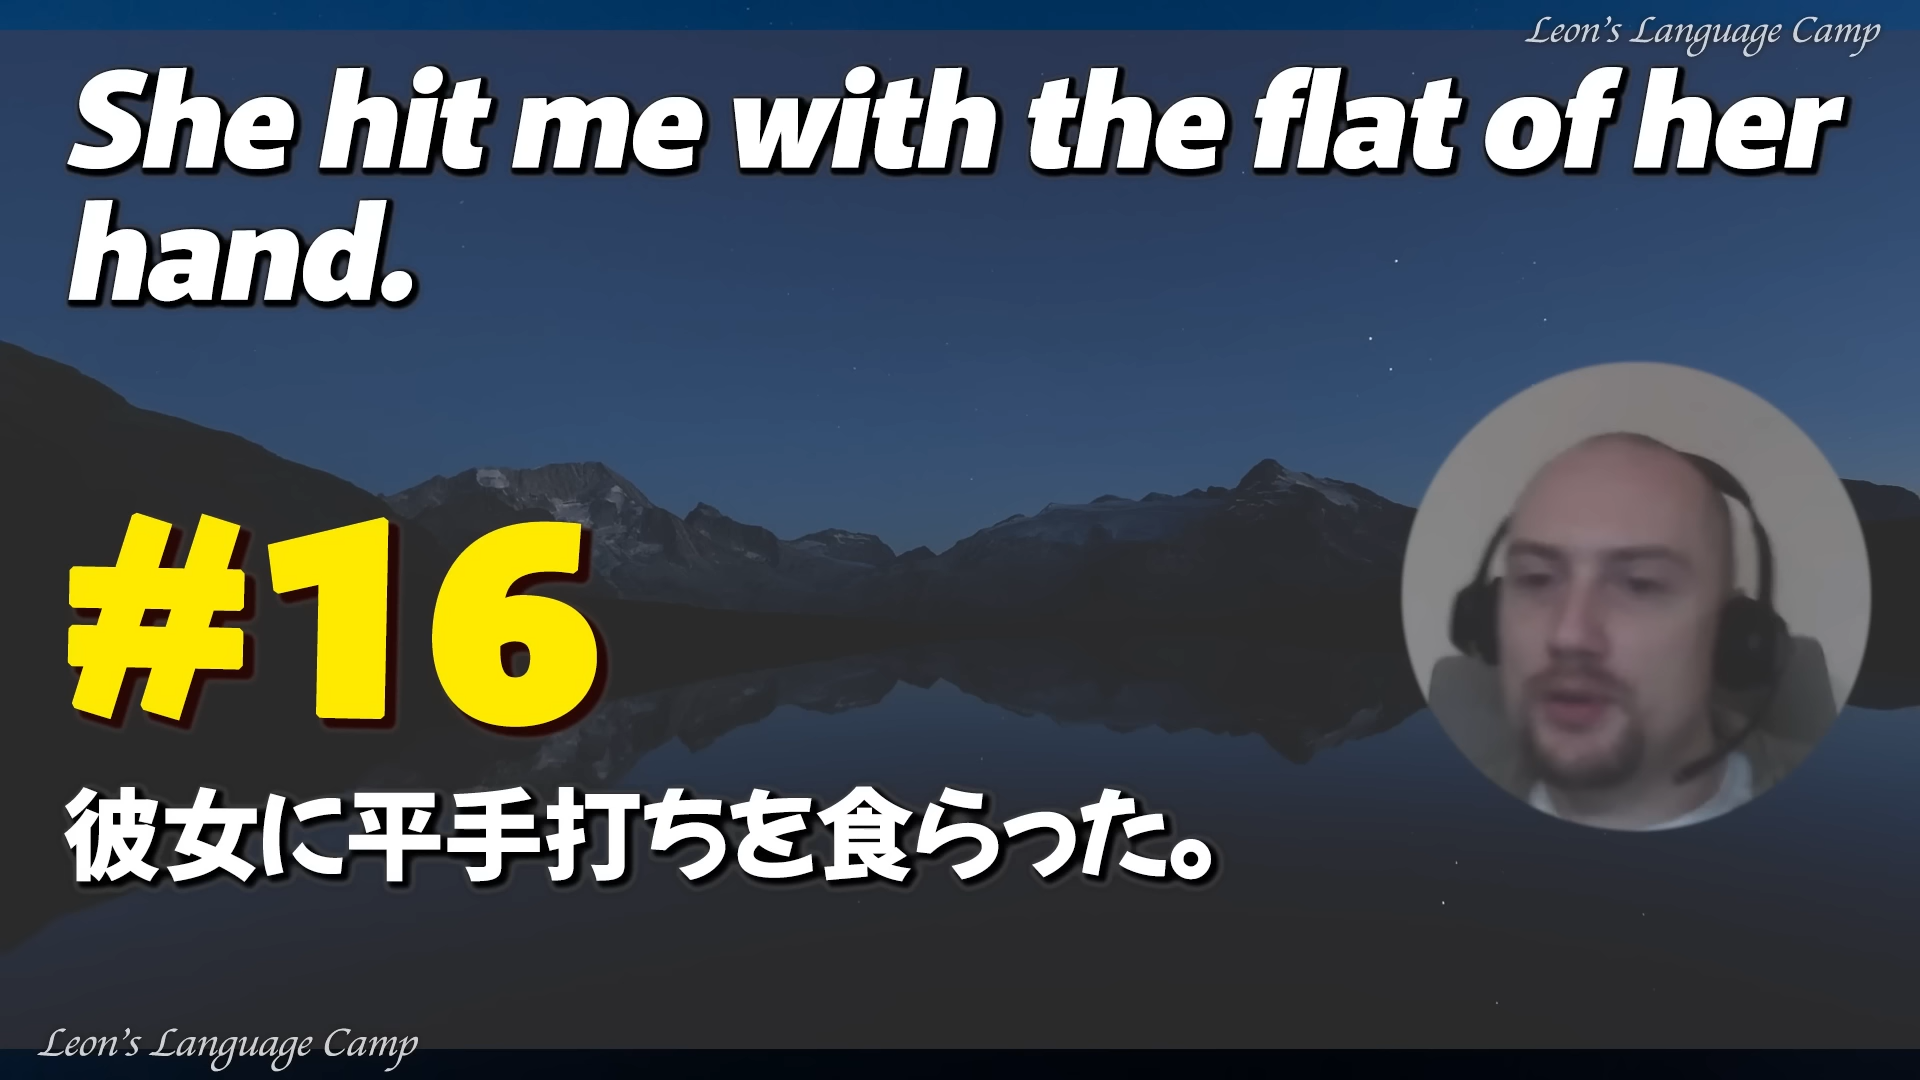 Leon's Language Camp
She hit me with the flat of her
hand.
#16
彼女に平手打ちを食らった。
Leon's Language Camp